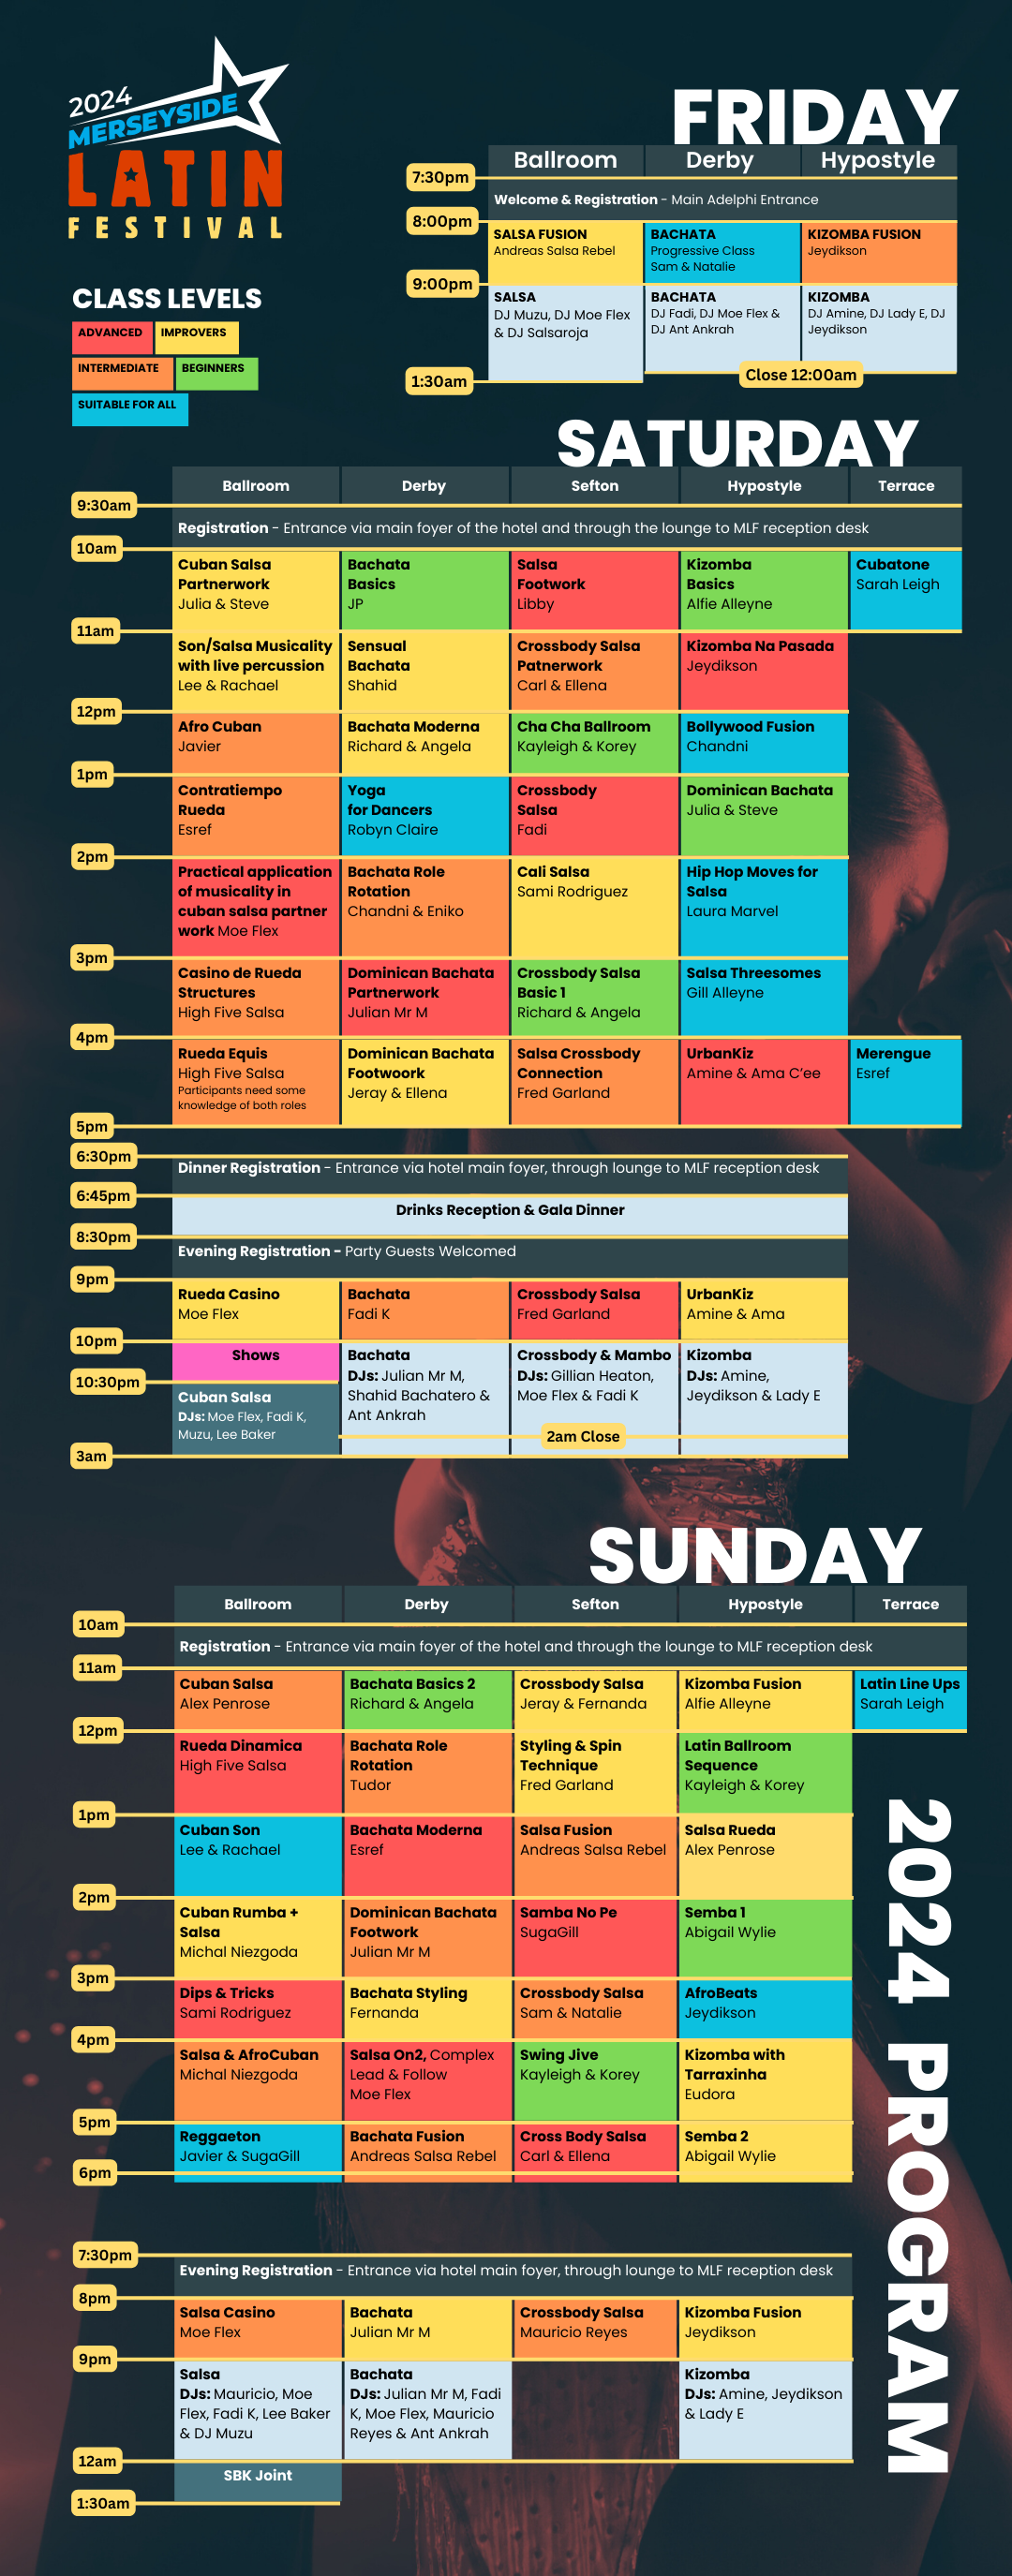 2024
MERSEYSIDE
LATIN
FESTIVAL
CLASS LEVELS
ADVANCED
IMPROVERS
INTERMEDIATE
BEGINNERS
SUITABLE FOR ALL
FRIDAY
Ballroom
Derby
Hypostyle
7:30pm
Welcome & Registration - Main Adelphi Entrance
8:00pm
SALSA FUSION
Andreas Salsa Rebel
BACHATA
Progressive Class
Sam & Natalie
KIZOMBA FUSION
Jeydikson
9:00pm
SALSA
DJ Muzu, DJ Moe Flex
& DJ Salsaroja
BACHATA
DJ Fadi, DJ Moe Flex &
DJ Ant Ankrah
KIZOMBA
DJ Amine, DJ Lady E, DJ
Jeydikson
Close 12:00am
1:30am
SATURDAY
Ballroom
Derby
Sefton
Hypostyle
Terrace
9:30am
Registration - Entrance via main foyer of the hotel and through the lounge to MLF reception desk
10am
Cuban Salsa
Partnerwork
Julia & Steve
Bachata
Basics
JP
Salsa
Footwork
Libby
Kizomba
Basics
Alfie Alleyne
Cubatone
Sarah Leigh
11am
Son/Salsa Musicality
with live percussion
Lee & Rachael
Sensual
Bachata
Shahid
Crossbody Salsa
Patnerwork
Carl & Ellena
Kizomba Na Pasada
Jeydikson
12pm
Afro Cuban
Javier
Bachata Moderna
Richard & Angela
Cha Cha Ballroom
Kayleigh & Korey
Bollywood Fusion
Chandni
1pm
Contratiempo
Rueda
Esref
Yoga
for Dancers
Robyn Claire
Crossbody
Salsa
Fadi
Dominican Bachata
Julia & Steve
2pm
Practical application
of musicality in
cuban salsa partner
work Moe Flex
Bachata Role
Rotation
Chandni & Eniko
Cali Salsa
Sami Rodriguez
Hip Hop Moves for
Salsa
Laura Marvel
3pm
Casino de Rueda
Structures
High Five Salsa
Dominican Bachata
Partnerwork
Julian Mr M
Crossbody Salsa
Basic 1
Richard & Angela
Salsa Threesomes
Gill Alleyne
4pm
Rueda Equis
High Five Salsa
Participants need some
knowledge of both roles
Dominican Bachata
Footwoork
Jeray & Ellena
Salsa Crossbody
Connection
Fred Garland
UrbanKiz
Amine & Ama C'ee
Merengue
Esref
5pm
6:30pm
Dinner Registration - Entrance via hotel main foyer, through lounge to MLF reception desk
6:45pm
Drinks Reception & Gala Dinner
8:30pm
Evening Registration - Party Guests Welcomed
9pm
Rueda Casino
Moe Flex
Bachata
Fadi K
Crossbody Salsa
Fred Garland
UrbanKiz
Amine & Ama
10pm
Shows
10:30pm
Cuban Salsa
DJs: Moe Flex, Fadi K,
Muzu, Lee Baker
Bachata
DJs: Julian Mr M,
Shahid Bachatero &
Ant Ankrah
Crossbody & Mambo
DJs: Gillian Heaton,
Moe Flex & Fadi K
Kizomba
DJs: Amine,
Jeydikson & Lady E
2am Close
3am
SUNDAY
Ballroom
Derby
Sefton
Hypostyle
Terrace
10am
Registration - Entrance via main foyer of the hotel and through the lounge to MLF reception desk
11am
Cuban Salsa
Alex Penrose
Bachata Basics 2
Richard & Angela
Crossbody Salsa
Jeray & Fernanda
Kizomba Fusion
Alfie Alleyne
Latin Line Ups
Sarah Leigh
12pm
Rueda Dinamica
High Five Salsa
Bachata Role
Rotation
Tudor
Styling & Spin
Technique
Fred Garland
Latin Ballroom
Sequence
Kayleigh & Korey
1pm
Cuban Son
Lee & Rachael
Bachata Moderna
Esref
Salsa Fusion
Andreas Salsa Rebel
Salsa Rueda
Alex Penrose
2pm
Cuban Rumba +
Salsa
Michal Niezgoda
Dominican Bachata
Footwork
Julian Mr M
Samba No Pe
SugaGill
Semba 1
Abigail Wylie
3pm
Dips & Tricks
Sami Rodriguez
Bachata Styling
Fernanda
Crossbody Salsa
Sam & Natalie
AfroBeats
Jeydikson
4pm
Salsa & AfroCuban
Michal Niezgoda
Salsa On2, Complex
Lead & Follow
Moe Flex
Swing Jive
Kayleigh & Korey
Kizomba with
Tarraxinha
Eudora
5pm
Reggaeton
Javier & SugaGill
Bachata Fusion
Andreas Salsa Rebel
Cross Body Salsa
Carl & Ellena
Semba 2
Abigail Wylie
6pm
7:30pm
Evening Registration - Entrance via hotel main foyer, through lounge to MLF reception desk
8pm
Salsa Casino
Moe Flex
Bachata
Julian Mr M
Crossbody Salsa
Mauricio Reyes
Kizomba Fusion
Jeydikson
9pm
Salsa
DJs: Mauricio, Moe
Flex, Fadi K, Lee Baker
& DJ Muzu
Bachata
DJs: Julian Mr M, Fadi
K, Moe Flex, Mauricio
Reyes & Ant Ankrah
Kizomba
DJs: Amine, Jeydikson
& Lady E
12am
SBK Joint
1:30am
2024 PROGRAM